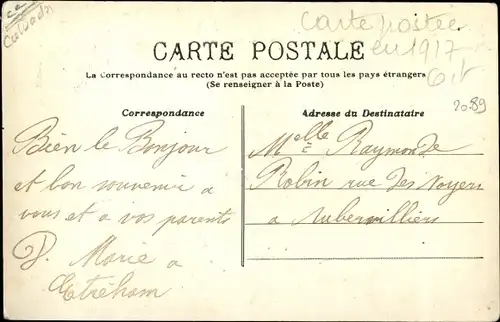 Calvados
Carte postée
en 1917
CARTE POSTALE
La Correspondance au recto n'est pas acceptée par tous les pays étrangers
(Se renseigner à la Poste)
2089
Correspondance
Bien le Bonjour
et bon souvenir a
vous et a vos parents
D. Marie a
Etréham
Adresse du Destinataire
Melle Raymonde
Robin rue des Noyers
a Aubervilliers